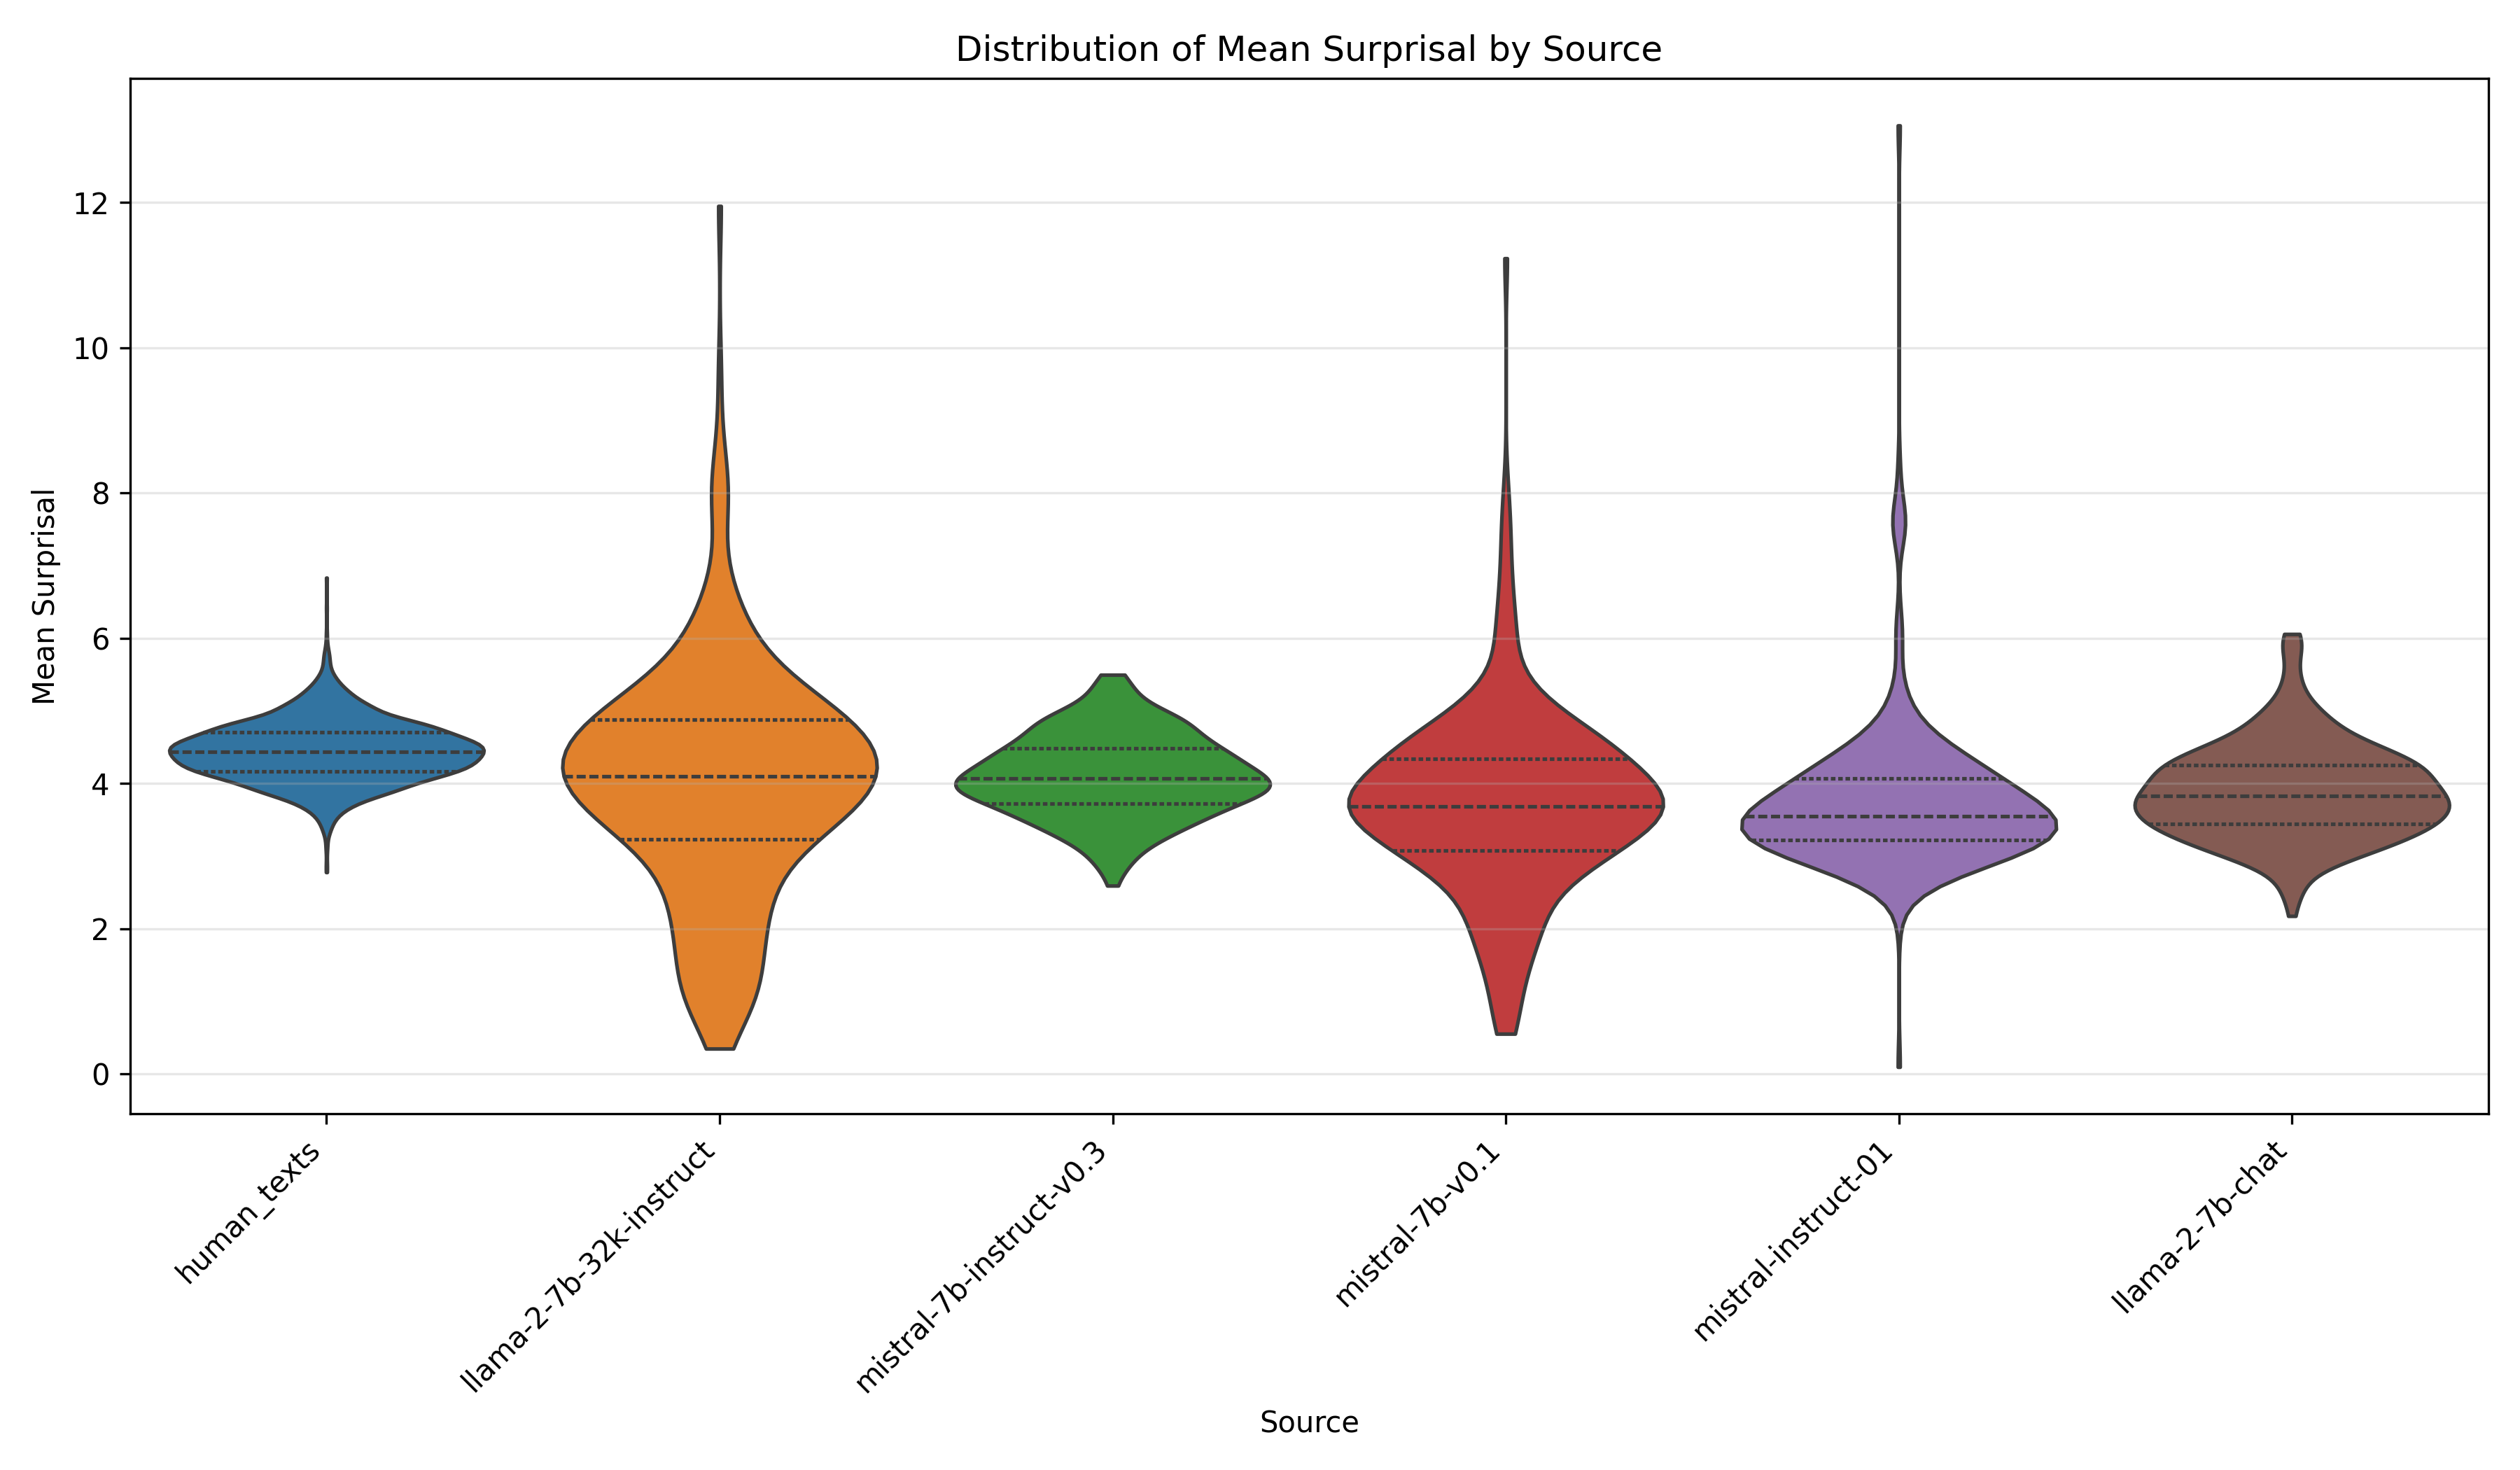 Distribution of Mean Surprisal by Source
Mean Surprisal
12
10
8
6
4
2
0
human_texts
llama-2-7b-32k-instruct
mistral-7b-instruct-v0.3
mistral-7b-v0.1
mistral-instruct-01
llama-2-7b-chat
Source